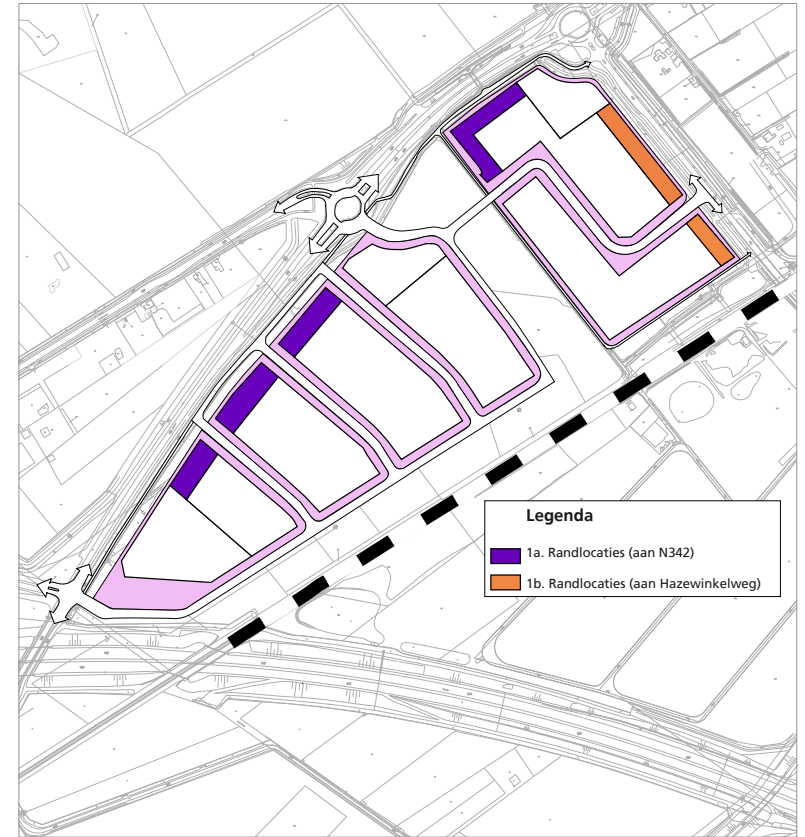 Legenda
1a. Randlocaties (aan N342)
1b. Randlocaties (aan Hazewinkelweg)